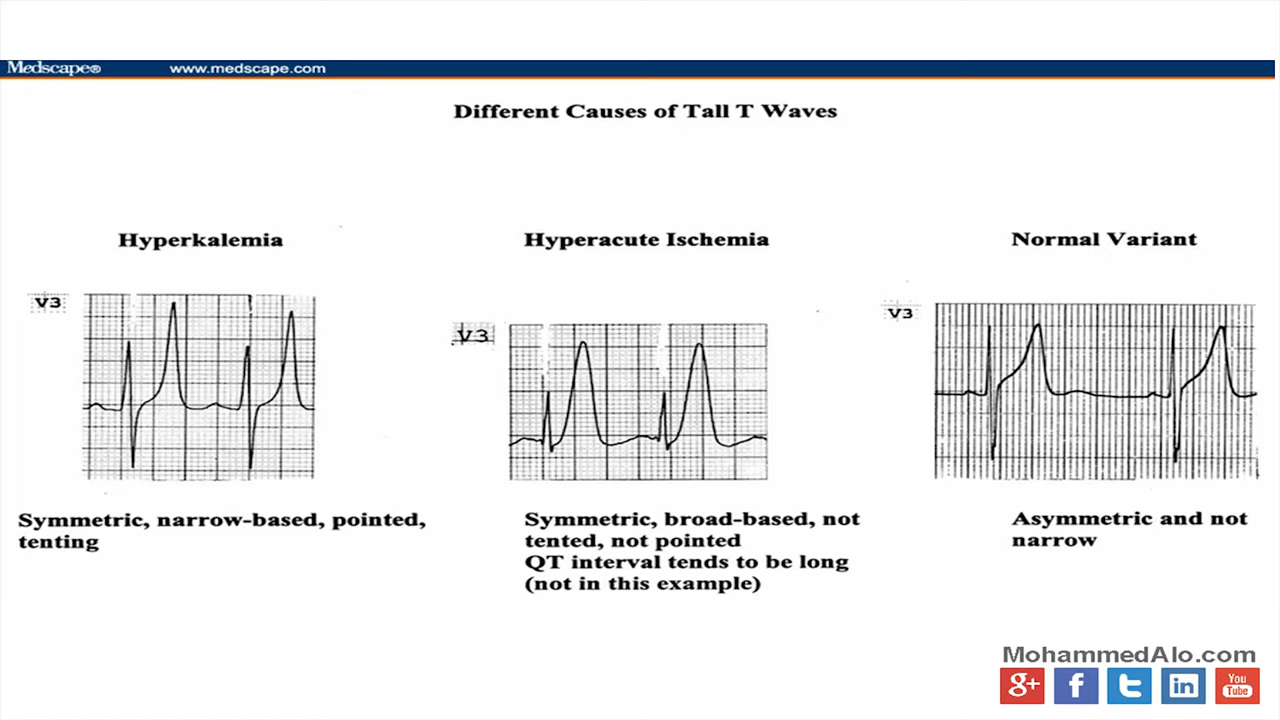 Medscape® www.medscape.com
Different Causes of Tall T Waves
Hyperkalemia
V3
Symmetric, narrow-based, pointed,
tenting
Hyperacute Ischemia
V3
Symmetric, broad-based, not
tented, not pointed
QT interval tends to be long
(not in this example)
Normal Variant
V3
Asymmetric and not
narrow
MohammedAlo.com
g+ f in You Tube